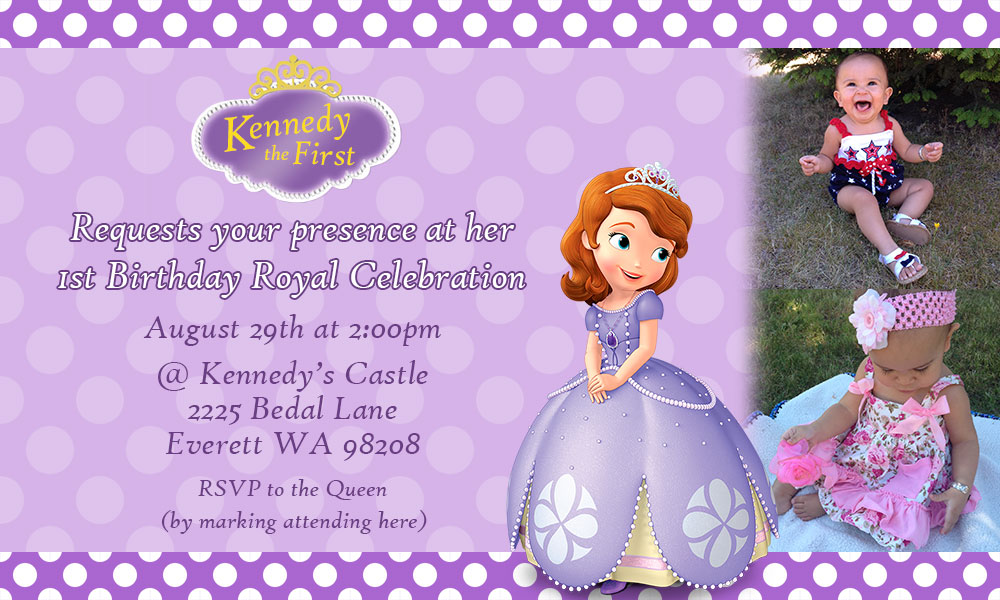 Kennedy
the First
Requests your presence at her
1st Birthday Royal Celebration
August 29th at 2:00pm
@ Kennedy's Castle
2225 Bedal Lane
Everett WA 98208
RSVP to the Queen
(by marking attending here)